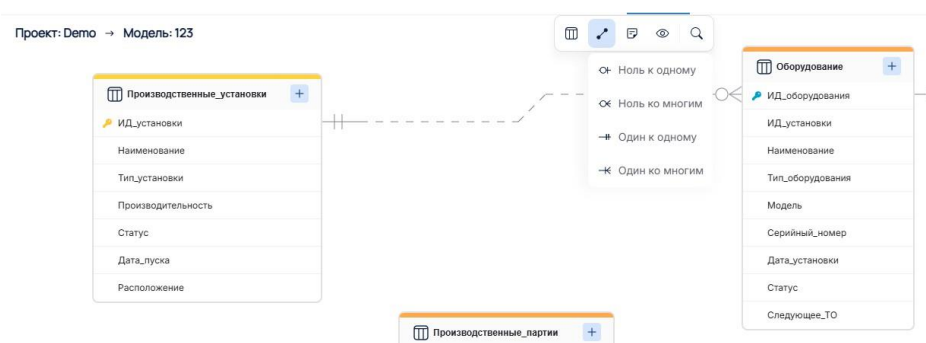 Проект: Demo → Модель: 123
Ноль к одному
Ноль ко многим
Один к одному
Один ко многим
Производственные_установки
ИД_установки
Наименование
Тип_установки
Производительность
Статус
Дата_пуска
Расположение
Оборудование
ИД_оборудования
ИД_установки
Наименование
Тип_оборудования
Модель
Серийный_номер
Дата_установки
Статус
Следующее_ТО
Производственные_партии